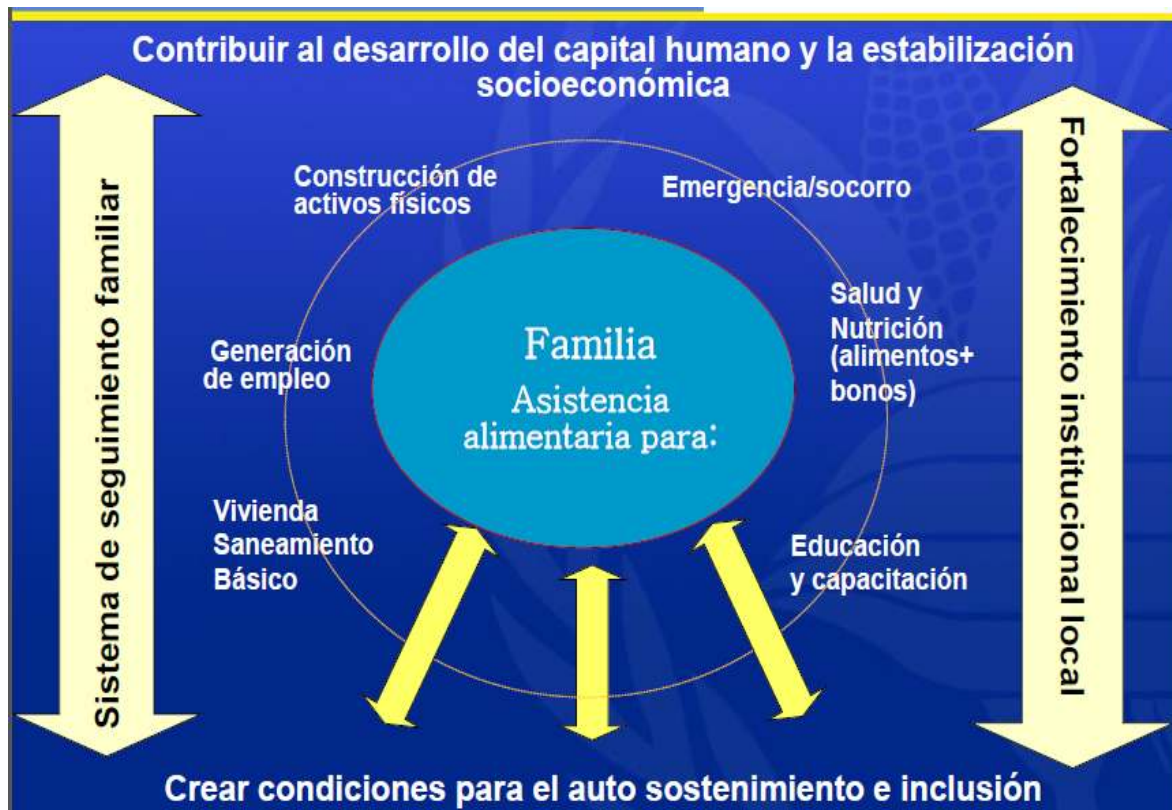 Contribuir al desarrollo del capital humano y la estabilización
socioeconómica
Sistema de seguimiento familiar
Construcción de
activos físicos
Emergencia/socorro
Generación
de empleo
Familia
Asistencia
alimentaria para:
Salud y
Nutrición
(alimentos+
bonos)
Vivienda
Saneamiento
Básico
Educación
y capacitación
Fortalecimiento institucional local
Crear condiciones para el auto sostenimiento e inclusión